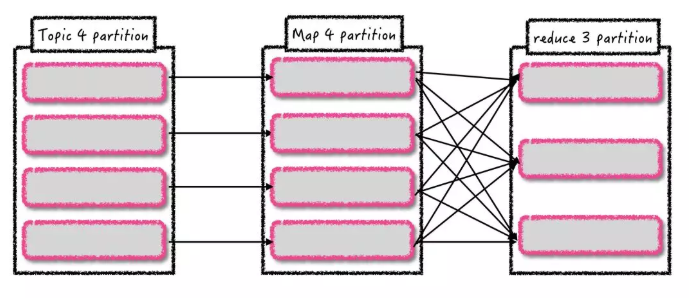 Topic 4 partition
Map 4 partition
reduce 3 partition